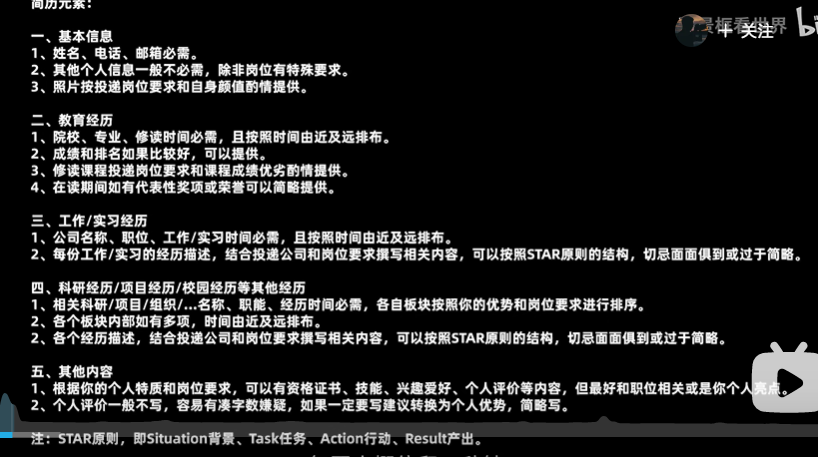 简历元素：
景框看世界
+ 关注
一、基本信息
1、姓名、电话、邮箱必需。
2、其他个人信息一般不必需，除非岗位有特殊要求。
3、照片按投递岗位要求和自身颜值酌情提供。
二、教育经历
1、院校、专业、修读时间必需，且按照时间由近及远排布。
2、成绩和排名如果比较好，可以提供。
3、修读课程投递岗位要求和课程成绩优劣酌情提供。
4、在读期间如有代表性奖项或荣誉可以简略提供。
三、工作/实习经历
1、公司名称、职位、工作/实习时间必需，且按照时间由近及远排布。
2、每份工作/实习的经历描述，结合投递公司和岗位要求撰写相关内容，可以按照STAR原则的结构，切忌面面俱到或过于简略。
四、科研经历/项目经历/校园经历等其他经历
1、相关科研/项目/组织/...名称、职能、经历时间必需，各自板块按照你的优势和岗位要求进行排序。
2、各个板块内部如有多项，时间由近及远排布。
2、各个经历描述，结合投递公司和岗位要求撰写相关内容，可以按照STAR原则的结构，切忌面面俱到或过于简略。
五、其他内容
1、根据你的个人特质和岗位要求，可以有资格证书、技能、兴趣爱好、个人评价等内容，但最好和职位相关或是你个人亮点。
2、个人评价一般不写，容易有凑字数嫌疑，如果一定要写建议转换为个人优势，简略写。
注：STAR原则，即Situation背景、Task任务、Action行动、Result产出。